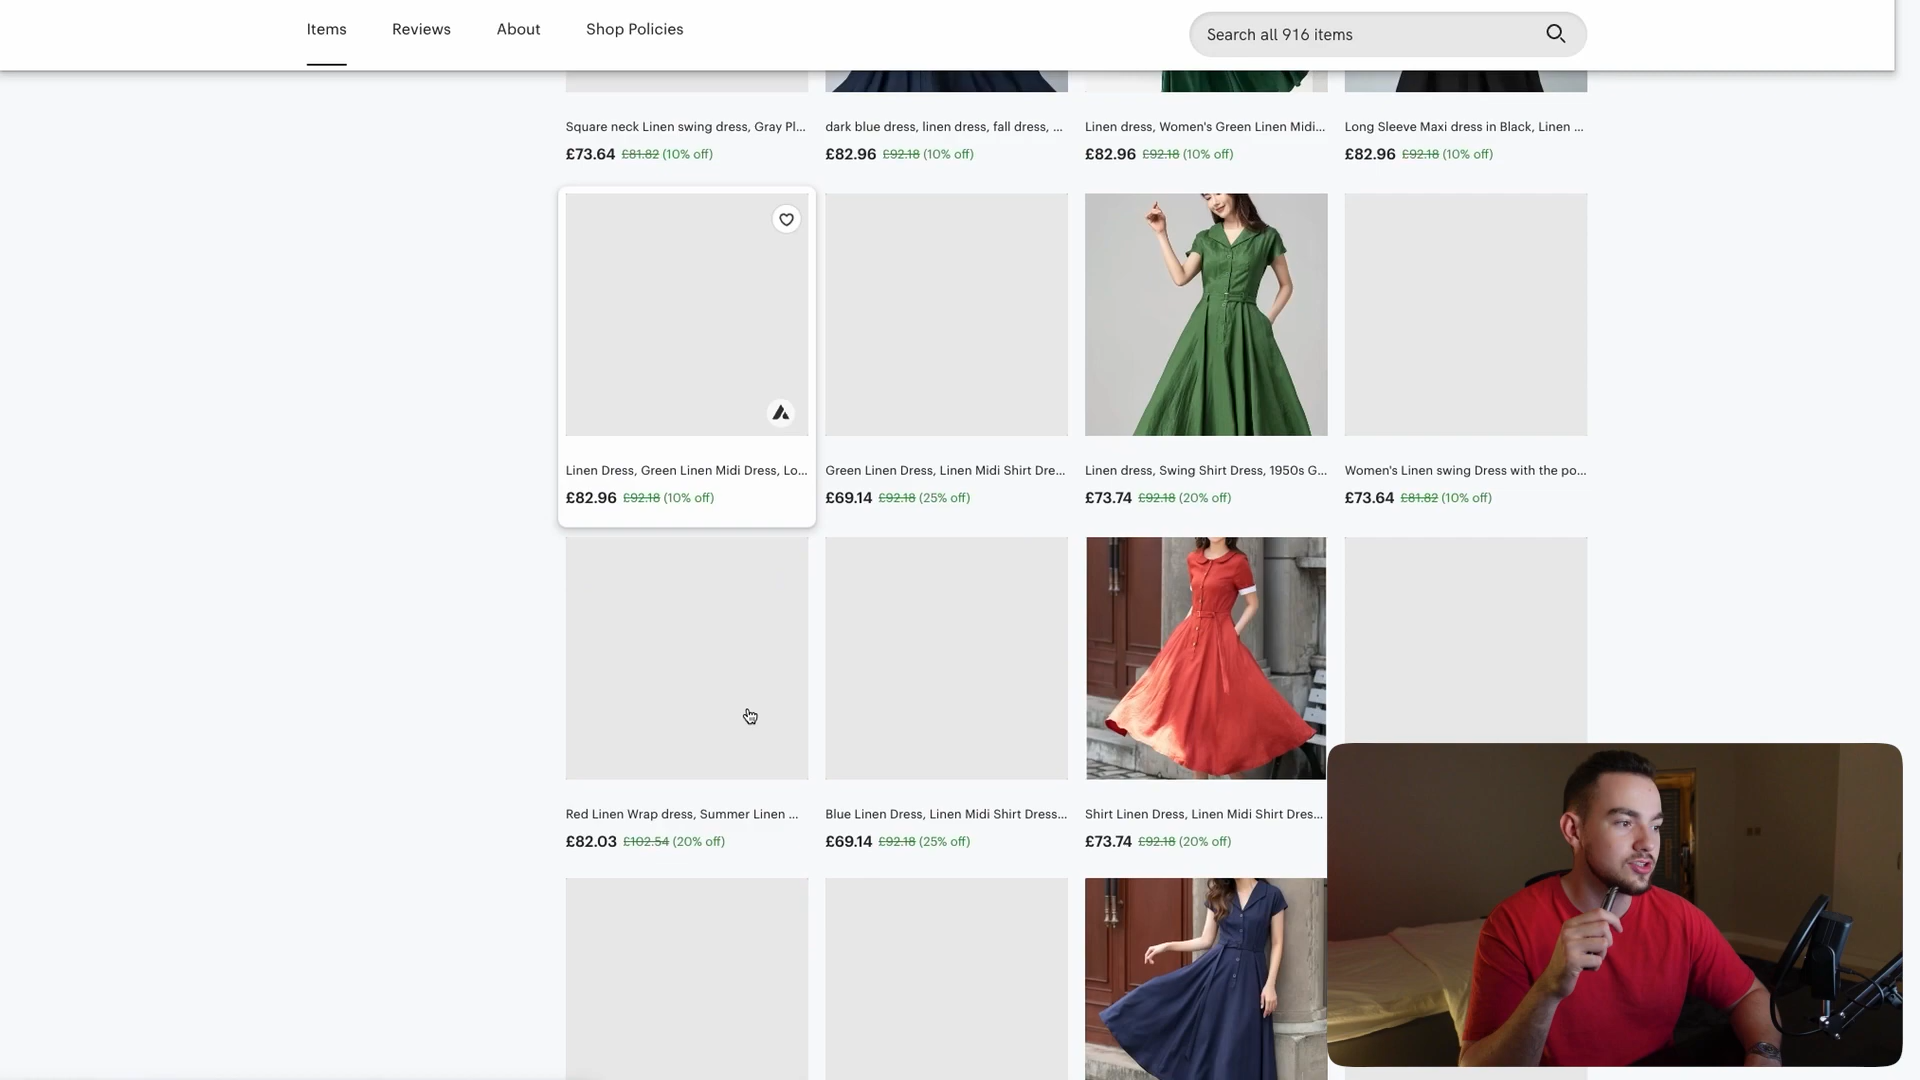 Items Reviews About Shop Policies
Search all 916 items
Square neck Linen swing dress, Gray Pl...
£73.64 £81.82 (10% off)
dark blue dress, linen dress, fall dress, ...
£82.96 £92.18 (10% off)
Linen dress, Women's Green Linen Midi...
£82.96 £92.18 (10% off)
Long Sleeve Maxi dress in Black, Linen ...
£82.96 £92.18 (10% off)
Linen Dress, Green Linen Midi Dress, Lo...
£82.96 £92.18 (10% off)
Green Linen Dress, Linen Midi Shirt Dre...
£69.14 £92.18 (25% off)
Linen dress, Swing Shirt Dress, 1950s G...
£73.74 £92.18 (20% off)
Women's Linen swing Dress with the po...
£73.64 £81.82 (10% off)
Red Linen Wrap dress, Summer Linen ...
£82.03 £102.54 (20% off)
Blue Linen Dress, Linen Midi Shirt Dress...
£69.14 £92.18 (25% off)
Shirt Linen Dress, Linen Midi Shirt Dres...
£73.74 £92.18 (20% off)